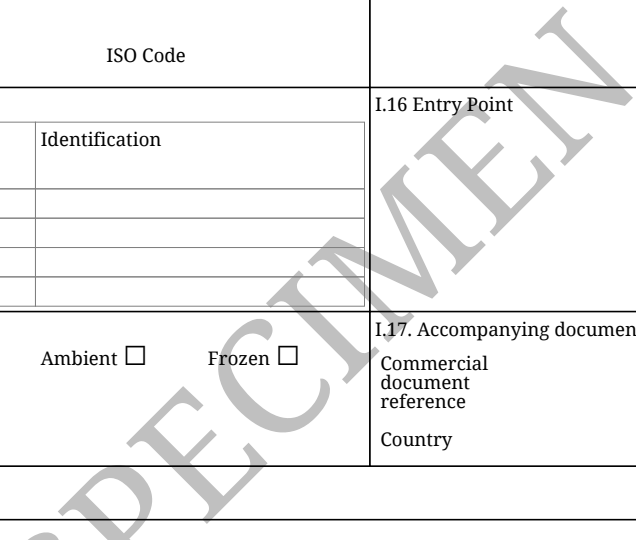 ISO Code
I.16 Entry Point
Identification
I.17. Accompanying documen
Ambient ☐ Frozen ☐
Commercial
document
reference
Country
SPECIMEN